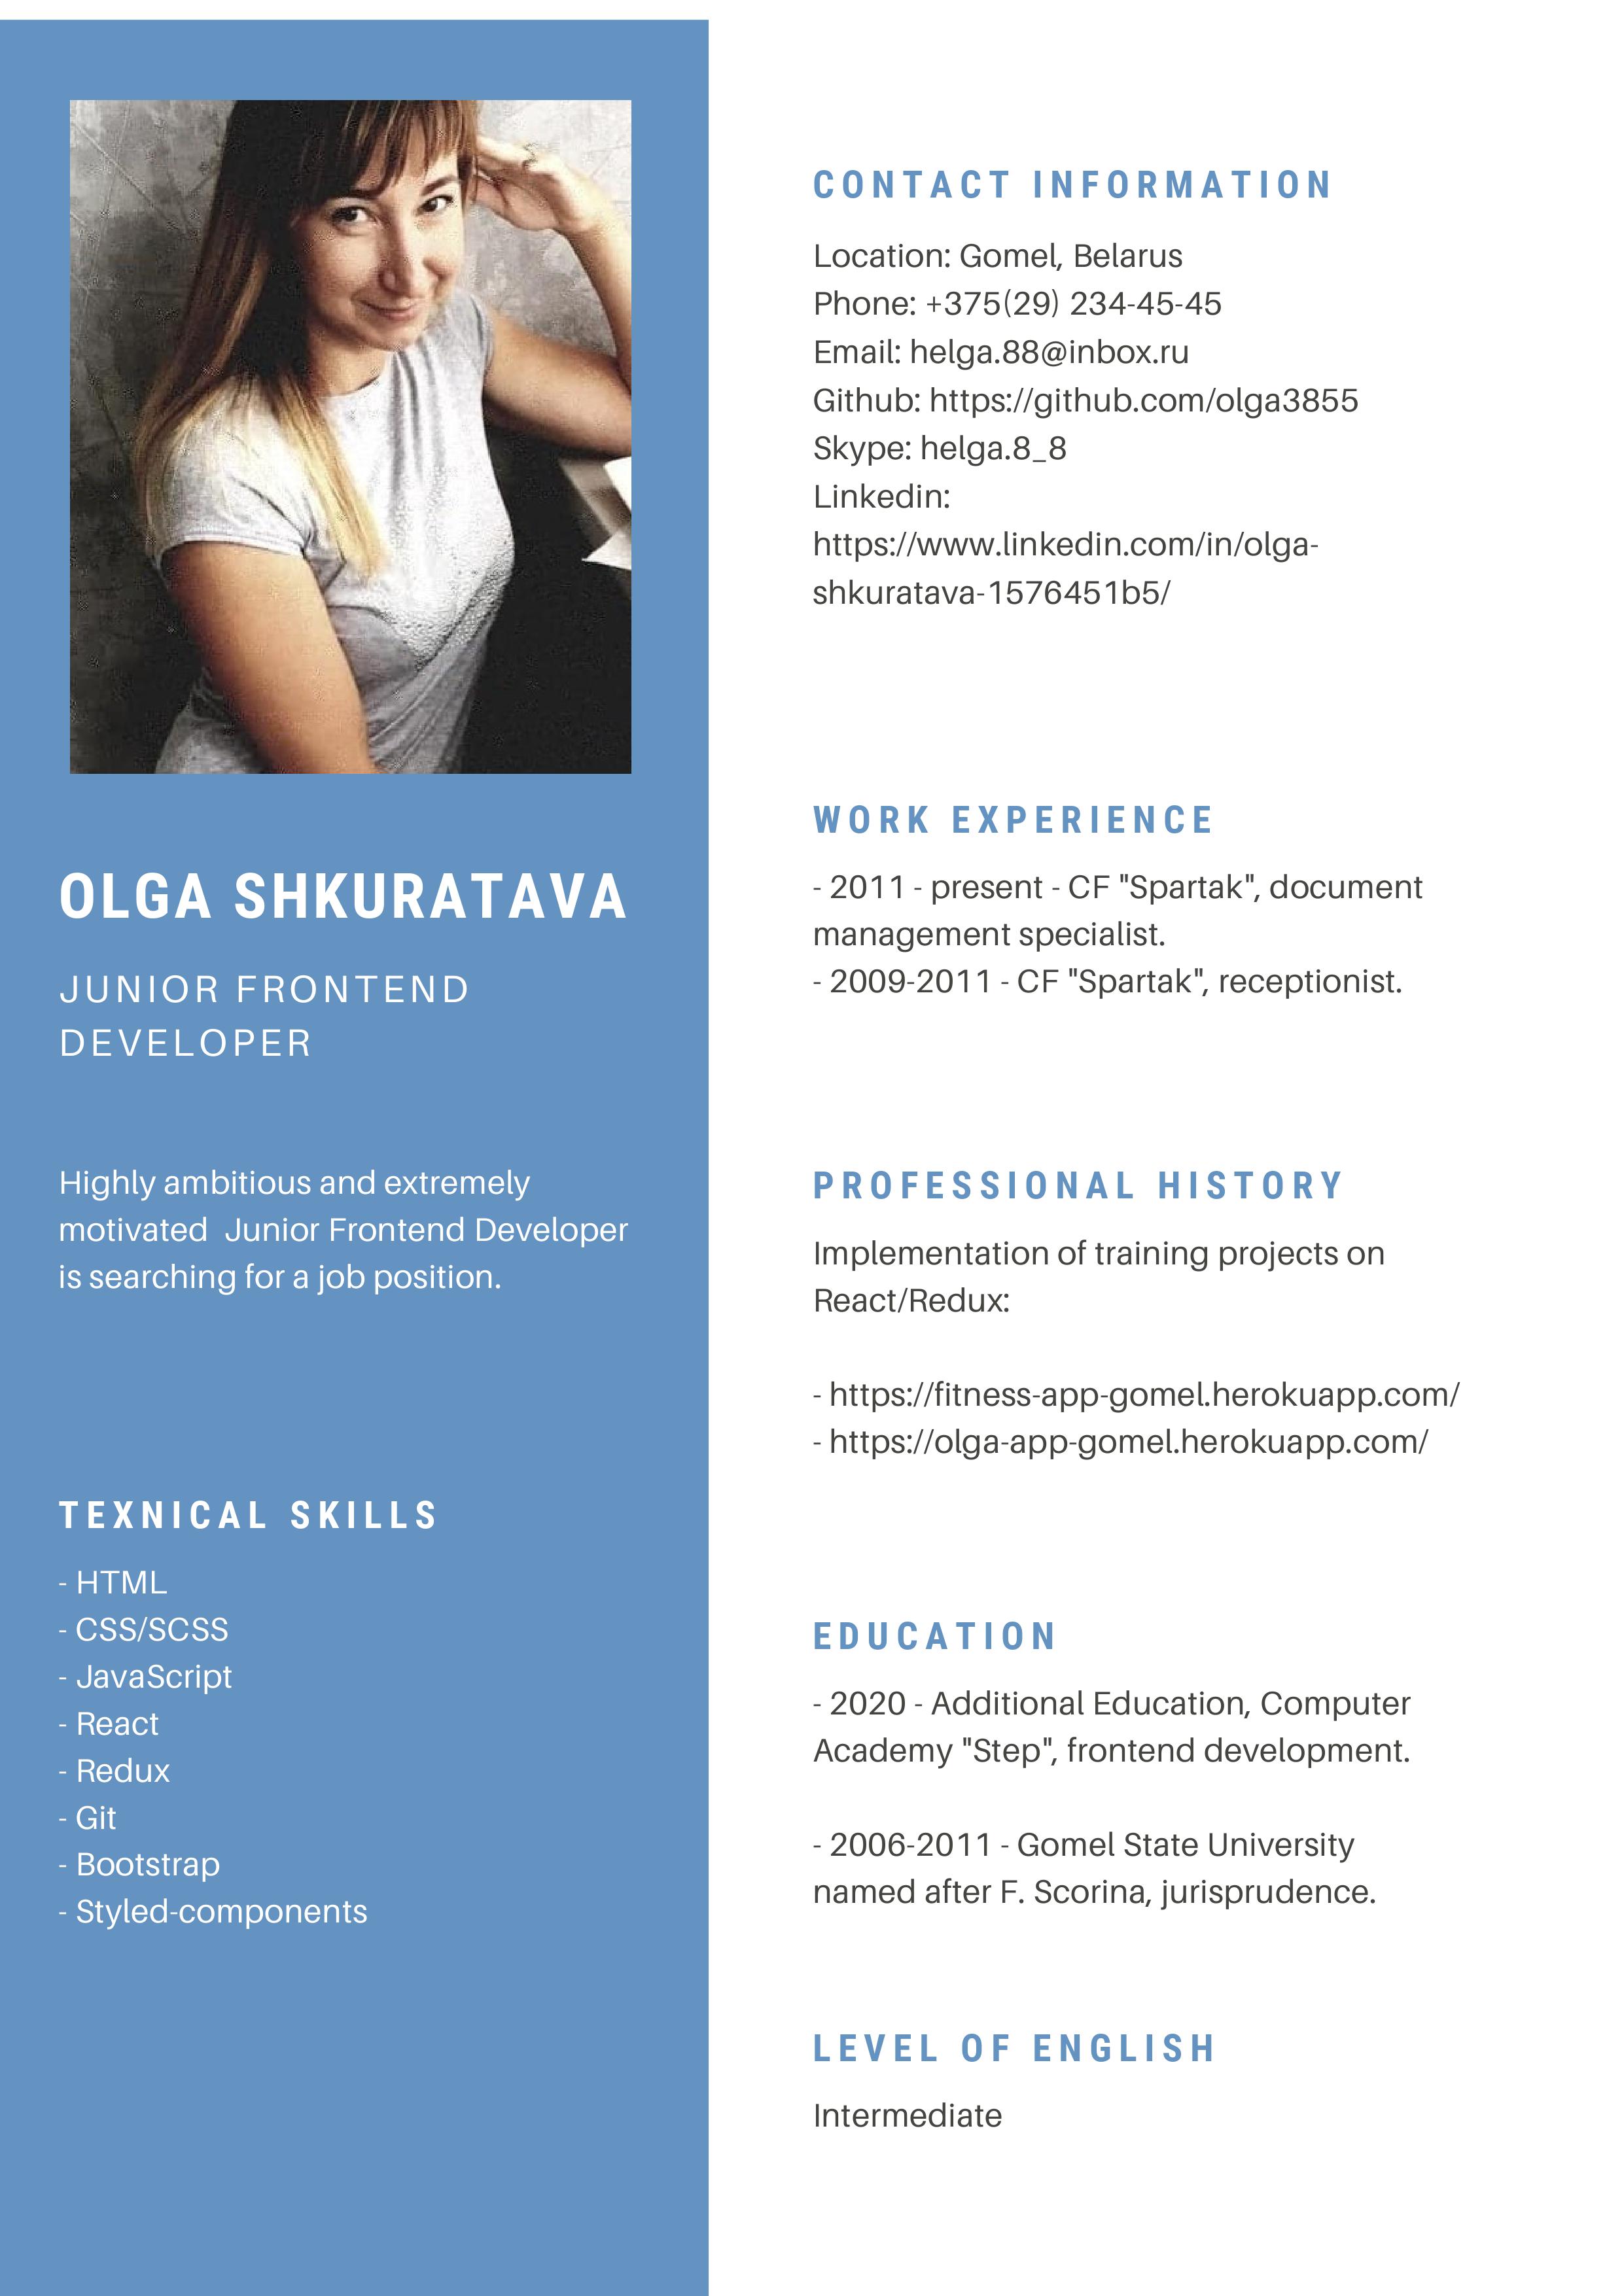 OLGA SHKURATAVA
JUNIOR FRONTEND
DEVELOPER
Highly ambitious and extremely
motivated  Junior Frontend Developer
is searching for a job position.
TEXNICAL SKILLS
- HTML
- CSS/SCSS
- JavaScript
- React
- Redux
- Git
- Bootstrap
- Styled-components
CONTACT INFORMATION
Location: Gomel, Belarus
Phone: +375(29) 234-45-45
Email: helga.88@inbox.ru
Github: https://github.com/olga3855
Skype: helga.8_8
Linkedin:
https://www.linkedin.com/in/olga-
shkuratava-1576451b5/
WORK EXPERIENCE
- 2011 - present - CF "Spartak", document
management specialist.
- 2009-2011 - CF "Spartak", receptionist.
PROFESSIONAL HISTORY
Implementation of training projects on
React/Redux:
- https://fitness-app-gomel.herokuapp.com/
- https://olga-app-gomel.herokuapp.com/
EDUCATION
- 2020 - Additional Education, Computer
Academy "Step", frontend development.
- 2006-2011 - Gomel State University
named after F. Scorina, jurisprudence.
LEVEL OF ENGLISH
Intermediate